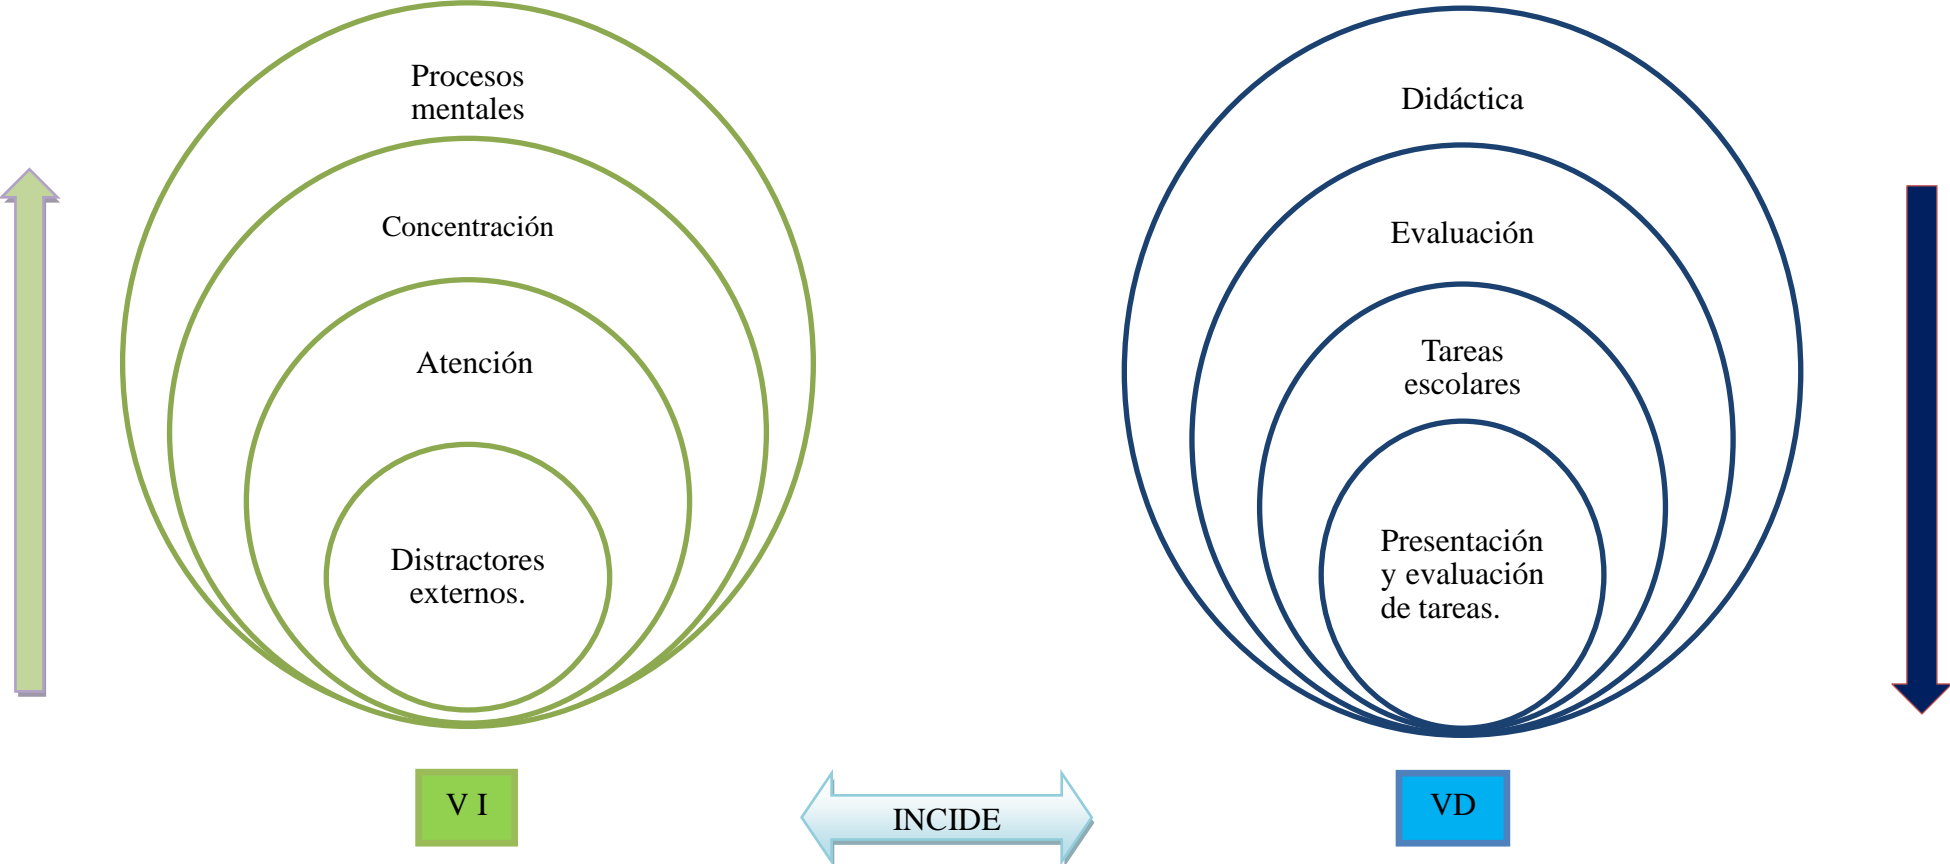 Procesos
mentales
Concentración
Atención
Distractores
externos.
Didáctica
Evaluación
Tareas
escolares
Presentación
y evaluación
de tareas.
V I
INCIDE
VD